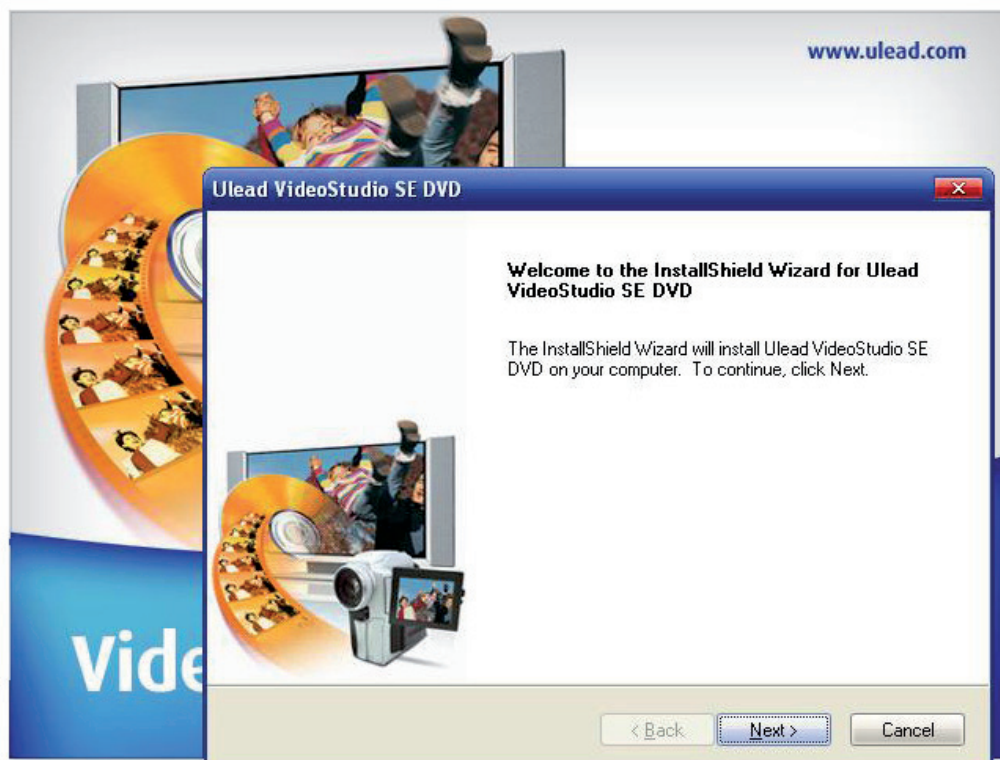 www.ulead.com
Ulead VideoStudio SE DVD
Welcome to the InstallShield Wizard for Ulead
VideoStudio SE DVD
The InstallShield Wizard will install Ulead VideoStudio SE
DVD on your computer. To continue, click Next.
Vide
< Back
Next >
Cancel